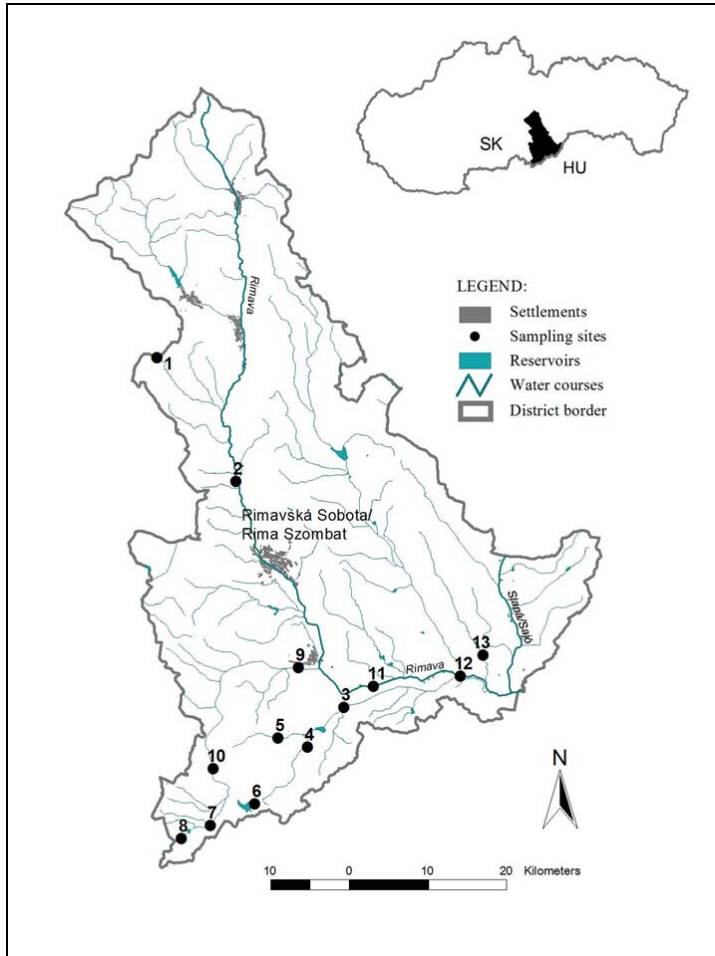 SK
HU
Rimava
LEGEND:
Settlements
Sampling sites
Reservoirs
Water courses
District border
1
2
Rimavská Sobota/
Rima Szombat
Slaná/Sajó
9
13
12
11
Rimava
3
5
4
10
6
7
8
N
10 0 10 20 Kilometers